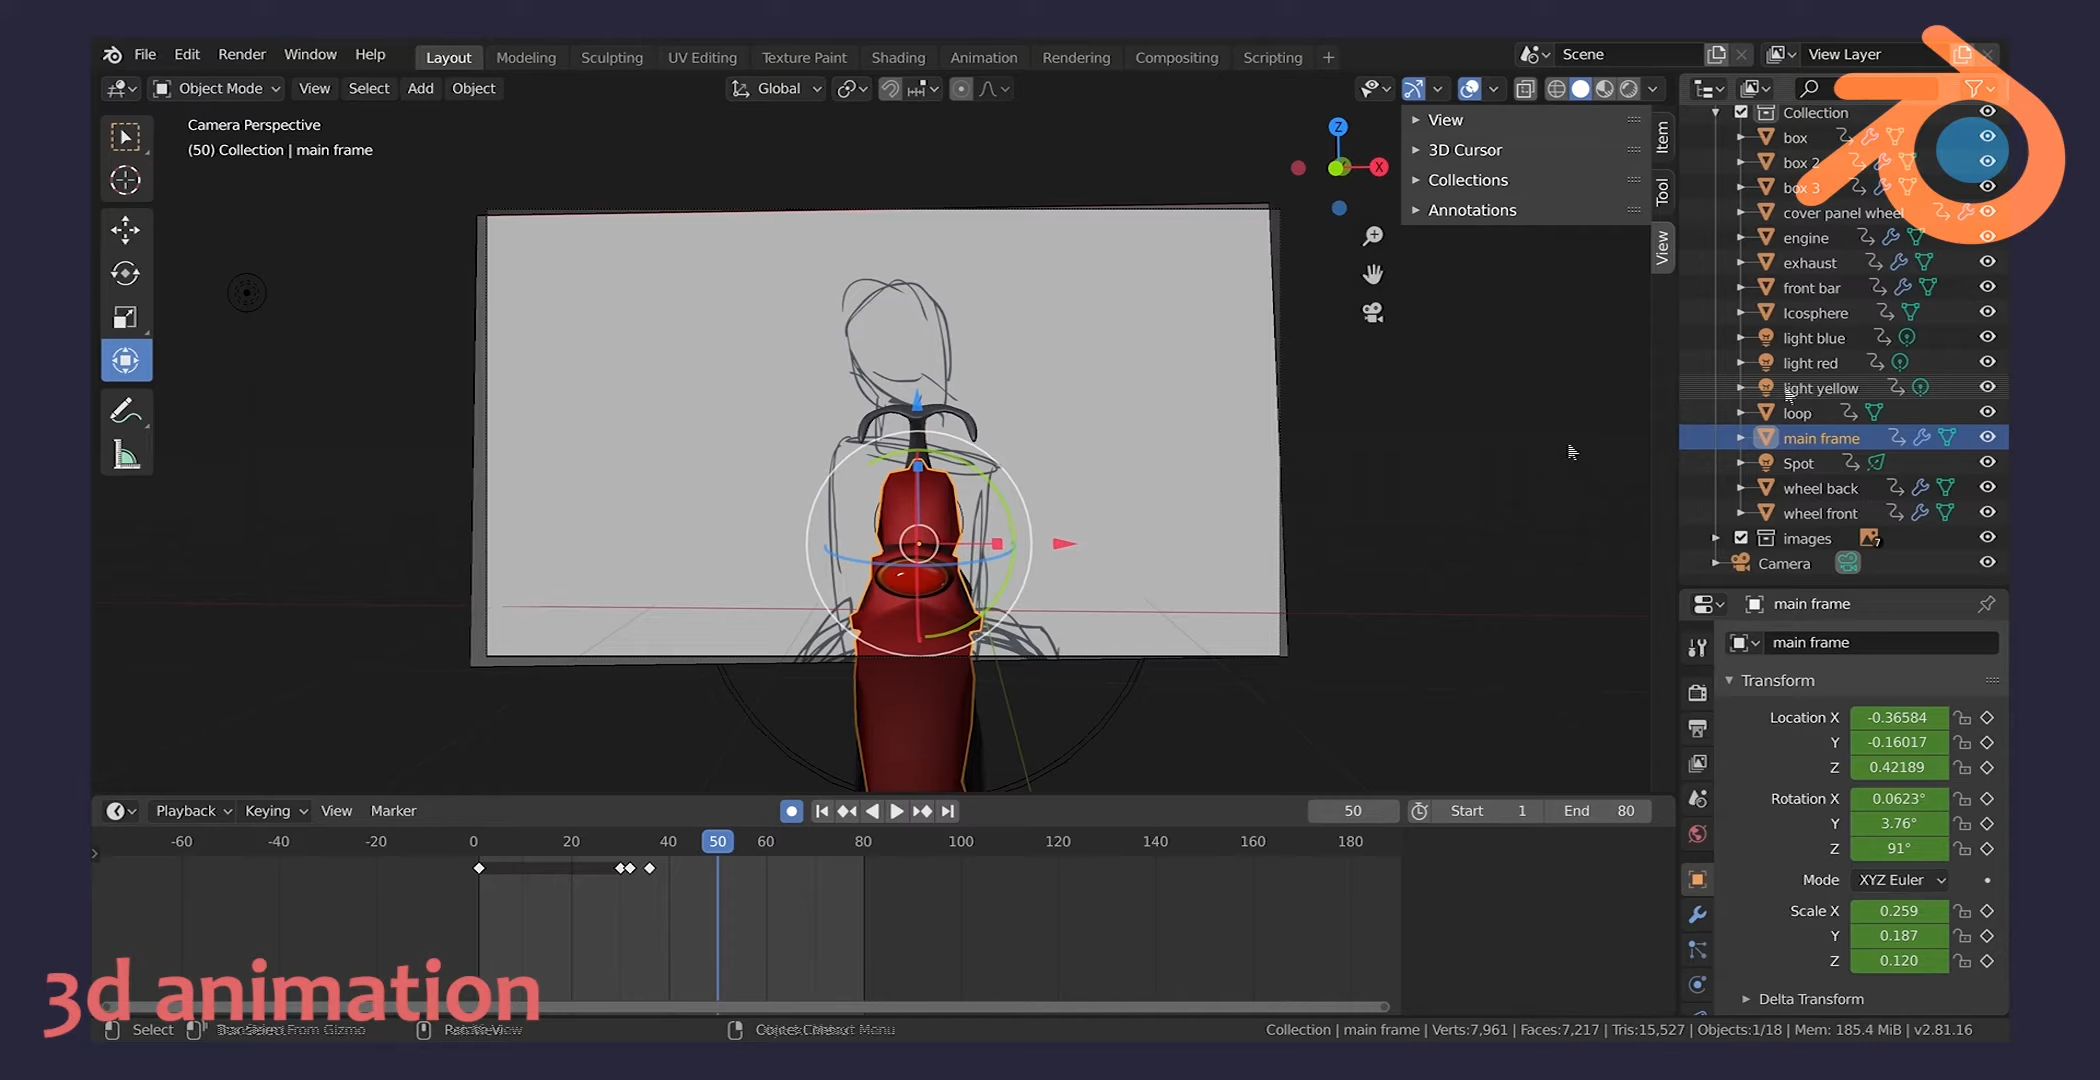 File Edit Render Window Help
Layout Modeling Sculpting UV Editing Texture Paint Shading Animation Rendering Compositing Scripting +
Scene
View Layer
Object Mode View Select Add Object
Global
Camera Perspective
(50) Collection | main frame
Z
X
View
3D Cursor
Collections
Annotations
Item
Tool
View
Collection
box
box 2
box 3
cover panel wheel
engine
exhaust
front bar
Icosphere
light blue
light red
light yellow
loop
main frame
Spot
wheel back
wheel front
images 7
Camera
main frame
main frame
Transform
Location X -0.36584
Y -0.16017
Z 0.42189
Rotation X 0.0623°
Y 3.76°
Z 91°
Mode XYZ Euler
Scale X 0.259
Y 0.187
Z 0.120
Delta Transform
Playback Keying View Marker
50 Start 1 End 80
-60 -40 -20 0 20 40 50 60 80 100 120 140 160 180
3d animation
Select
Collection | main frame | Verts:7,961 | Faces:7,217 | Tris:15,527 | Objects:1/18 | Mem: 185.4 MiB | v2.81.16